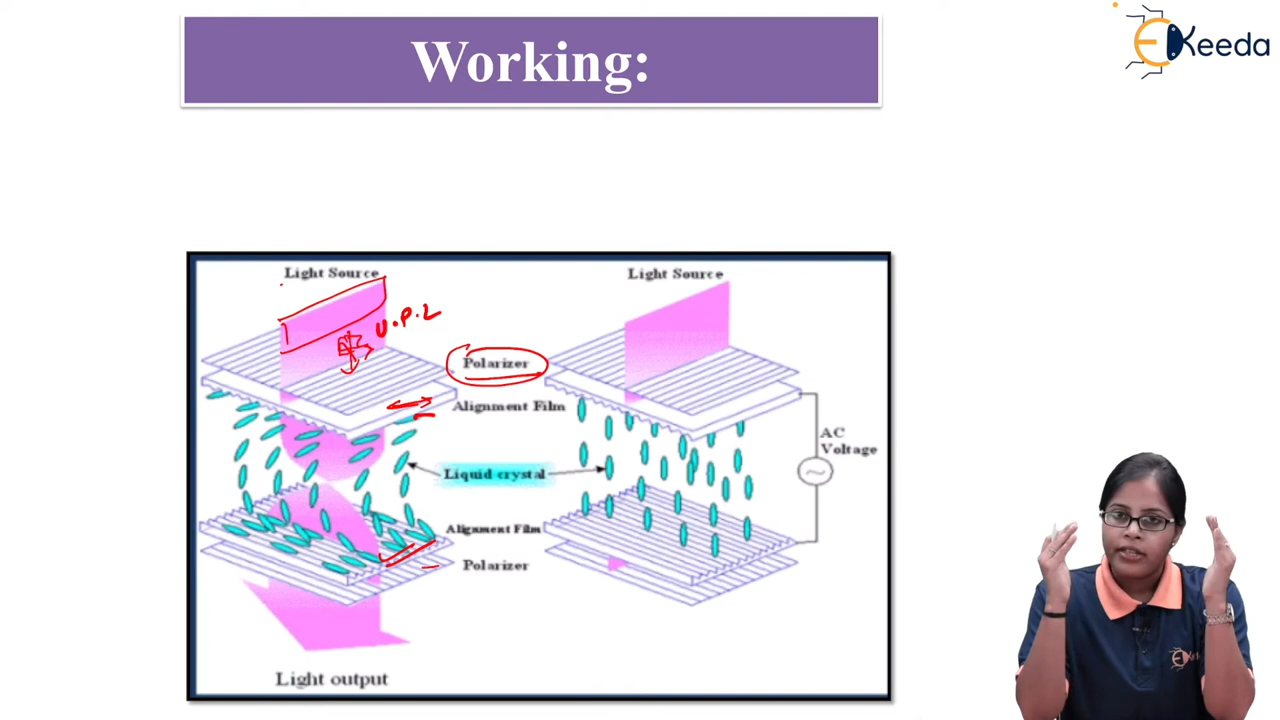 EKeeda
Working:
Light Source
Light Source
U.P.L
Polarizer
Alignment Film
AC
Voltage
Liquid crystal
Alignment Film
Polarizer
Light output